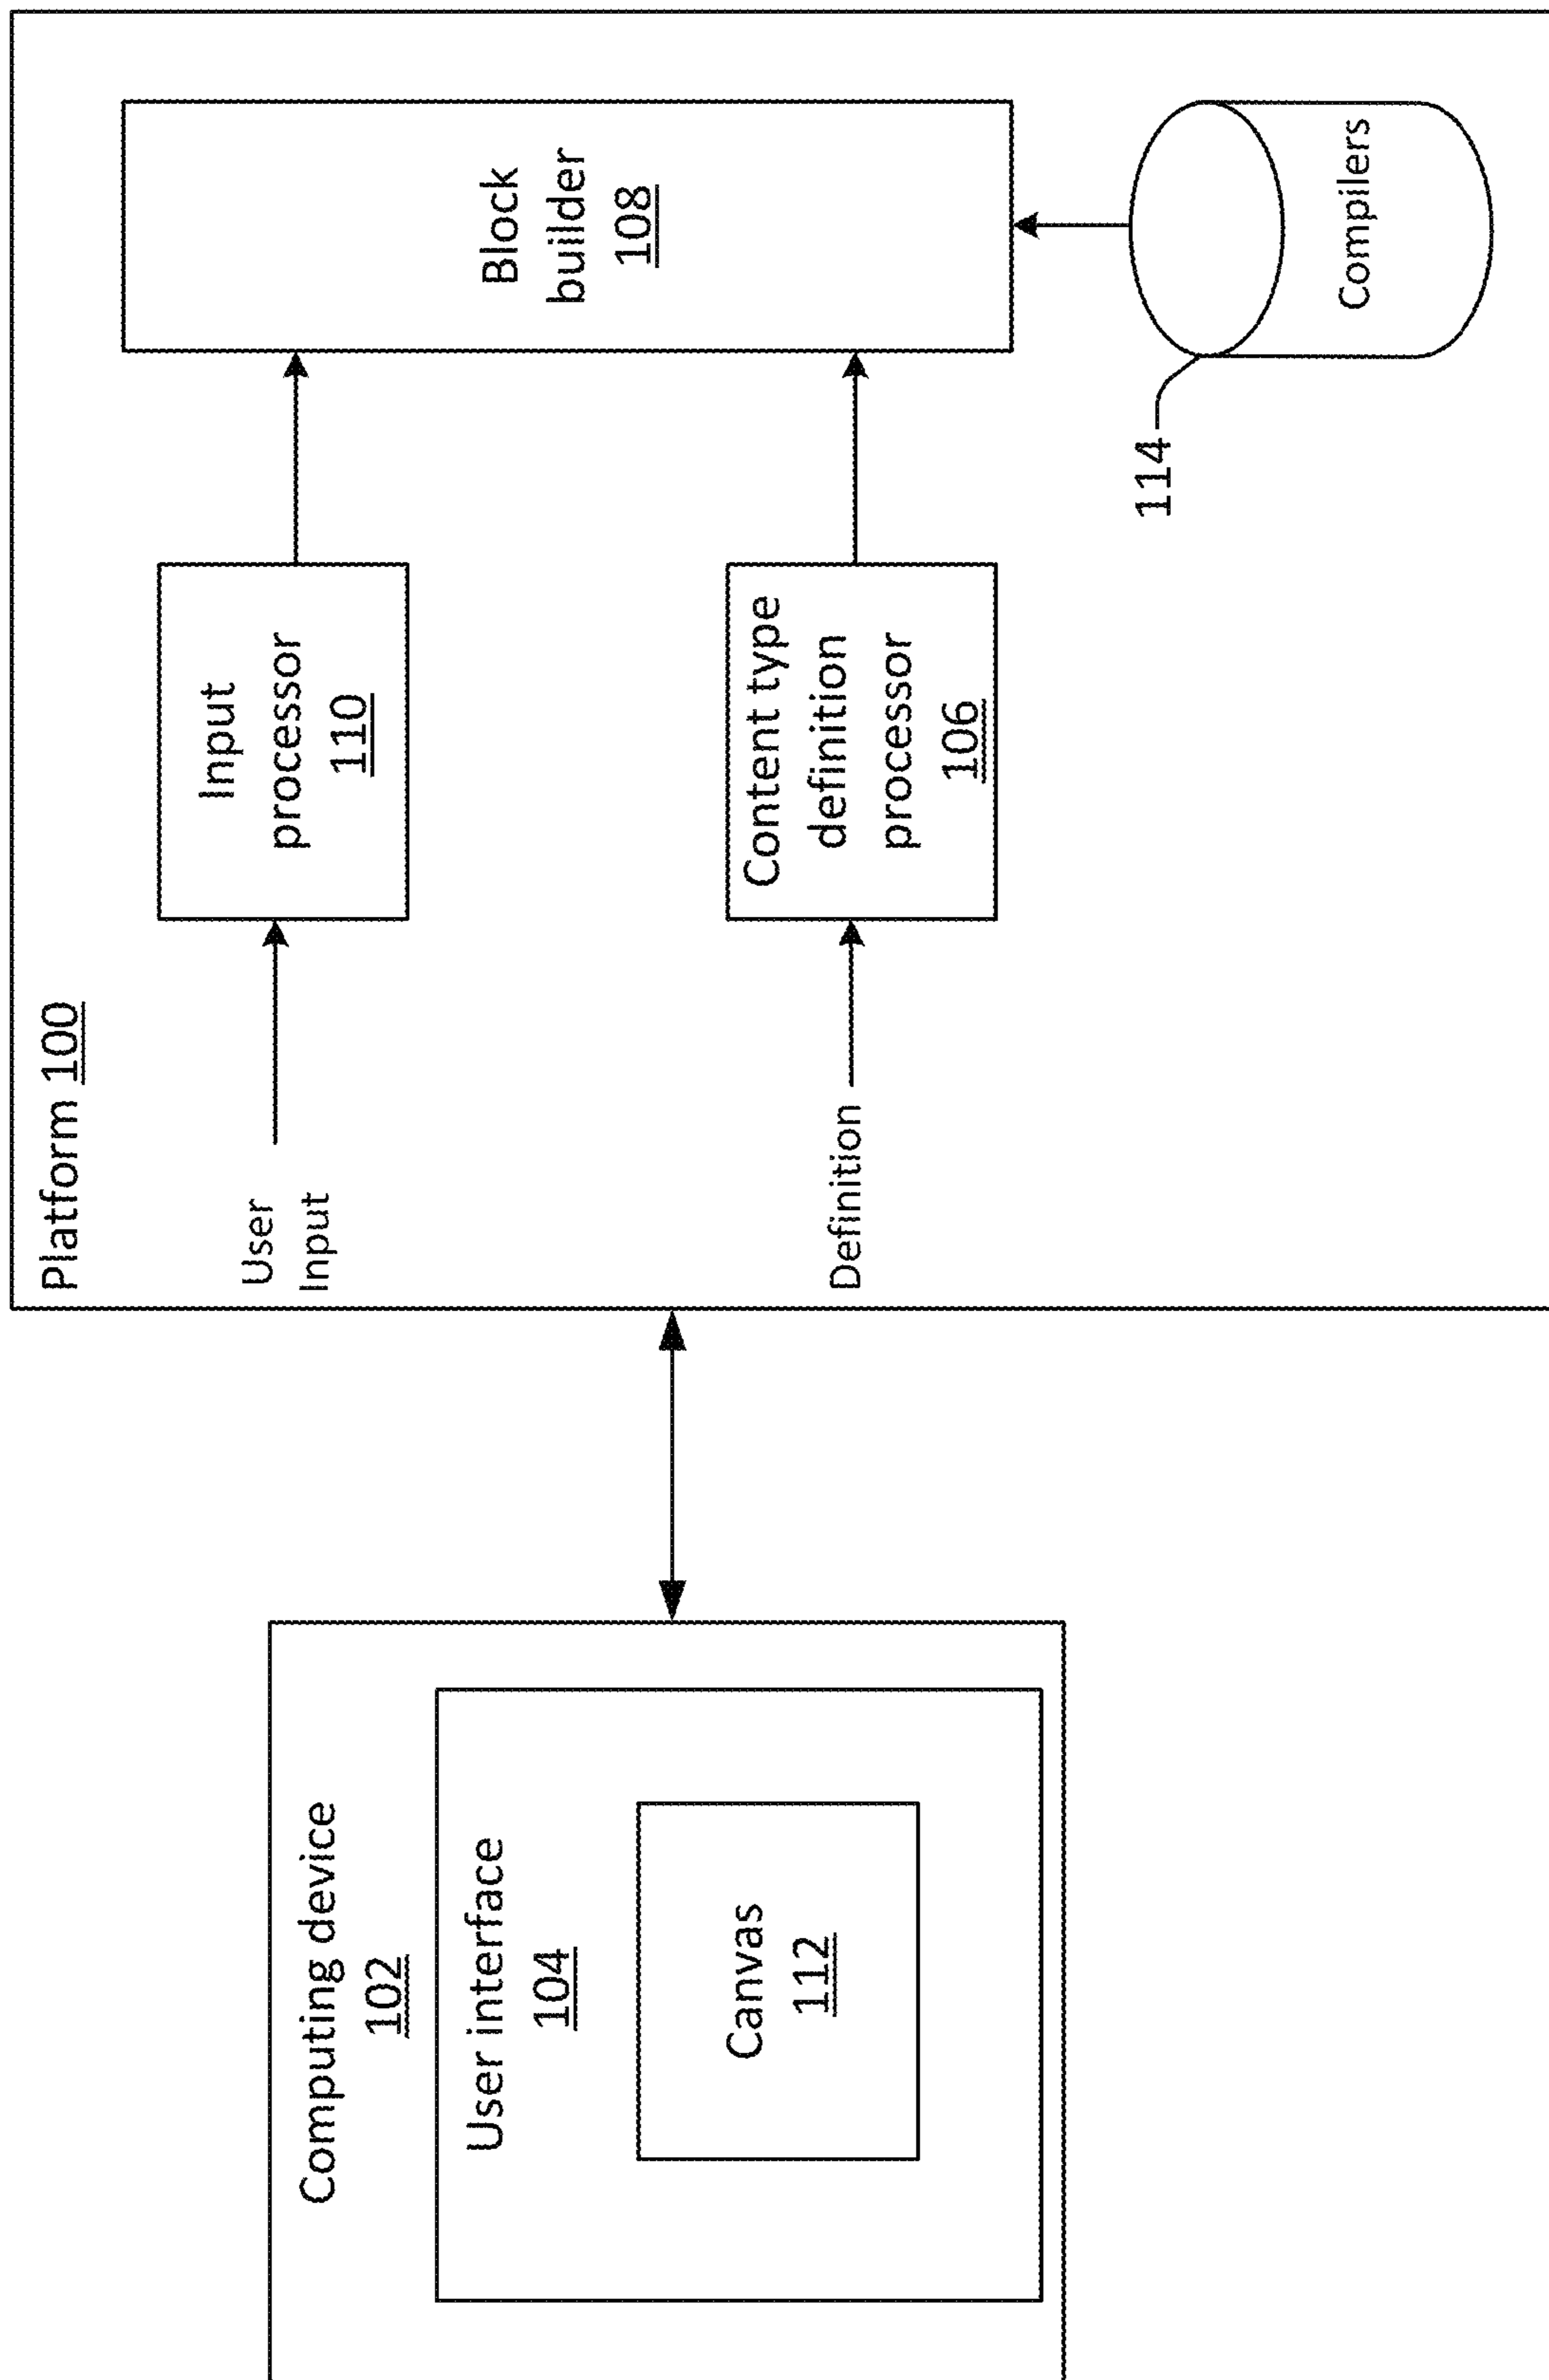 Computing device
102
User interface
104
Canvas
112
Platform 100
User
Input
Input
processor
110
Definition
Content type
definition
processor
106
Block
builder
108
114
Compilers